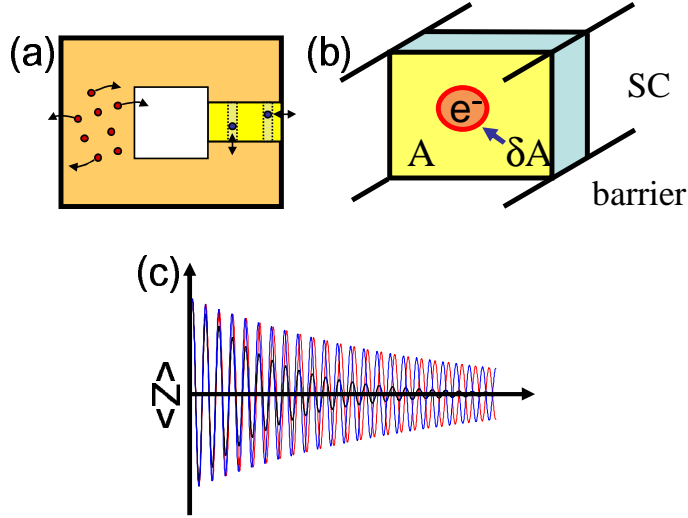 (a)
(b)
e-
A
δA
SC
barrier
(c)
<Z>